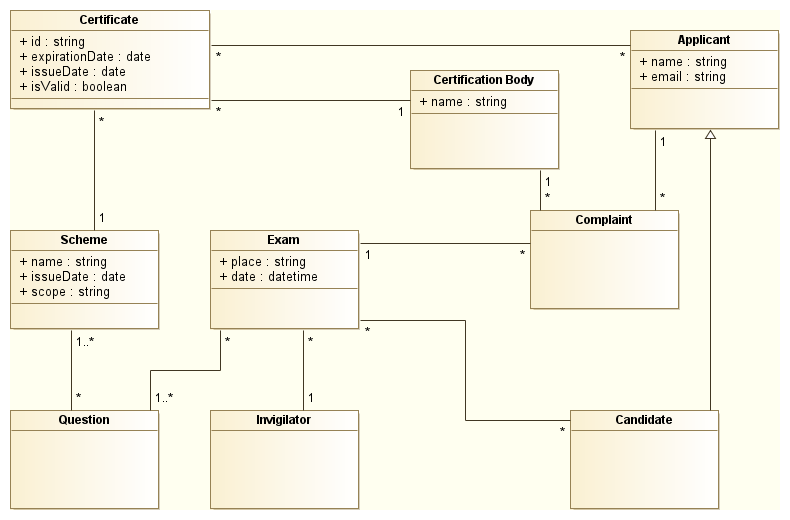 Certificate
+ id : string
+ expirationDate : date
+ issueDate : date
+ isValid : boolean
*
*
Applicant
+ name : string
+ email : string
Certification Body
+ name : string
*
1
*
1
1
*
1
*
Scheme
+ name : string
+ issueDate : date
+ scope : string
Exam
+ place : string
+ date : datetime
Complaint
1
*
1..*
*
*
*
*
1..*
1
*
Question
Invigilator
Candidate